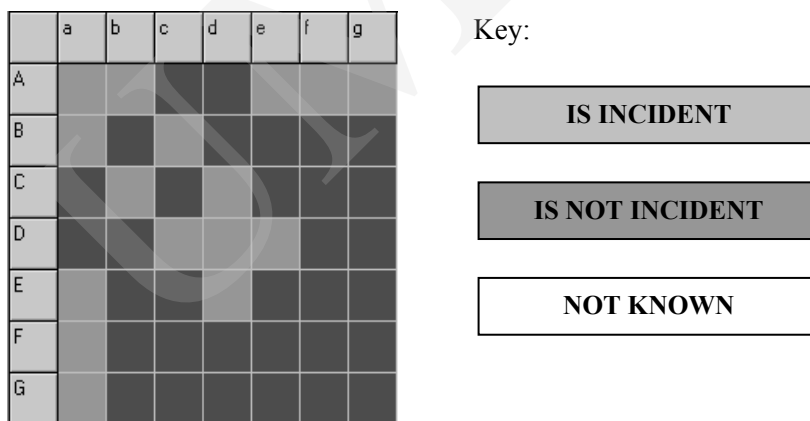 a b c d e f g
Key:
A
B
C
D
E
F
G
IS INCIDENT
IS NOT INCIDENT
NOT KNOWN